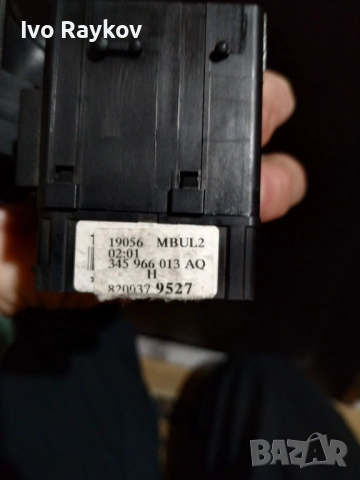 Ivo Raykov
19056 MBUL2
02:01
345 966 013 AQ
H
820037 9527
BAZAR